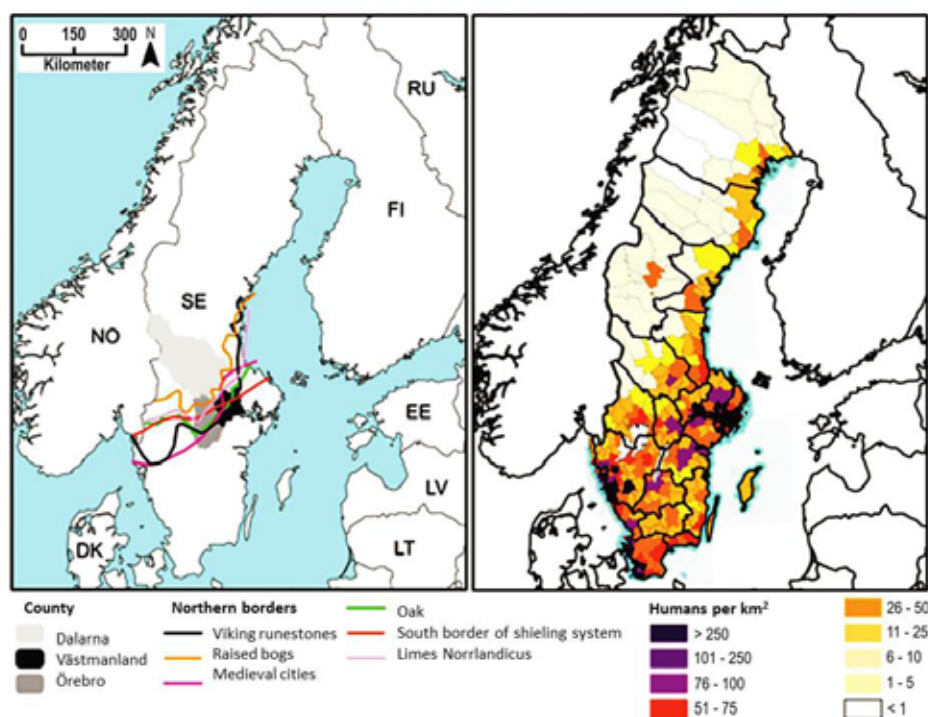 0 150 300 N
Kilometer
RU
FI
SE
NO
EE
LV
LT
DK
County
Dalarna
Västmanland
Örebro
Northern borders
Viking runestones
Raised bogs
Medieval cities
Oak
South border of shieling system
Limes Norrlandicus
Humans per km²
> 250
101 - 250
76 - 100
51 - 75
26 - 50
11 - 25
6 - 10
1 - 5
< 1